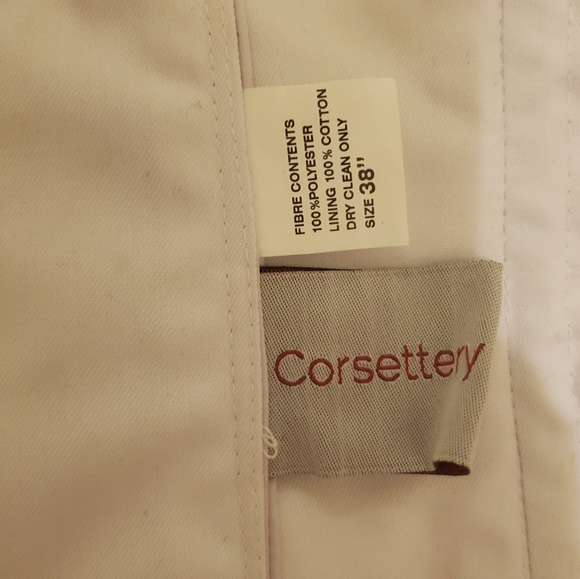 FIBRE CONTENTS
100%POLYESTER
LINING 100% COTTON
DRY CLEAN ONLY
SIZE 38"
Corsettery